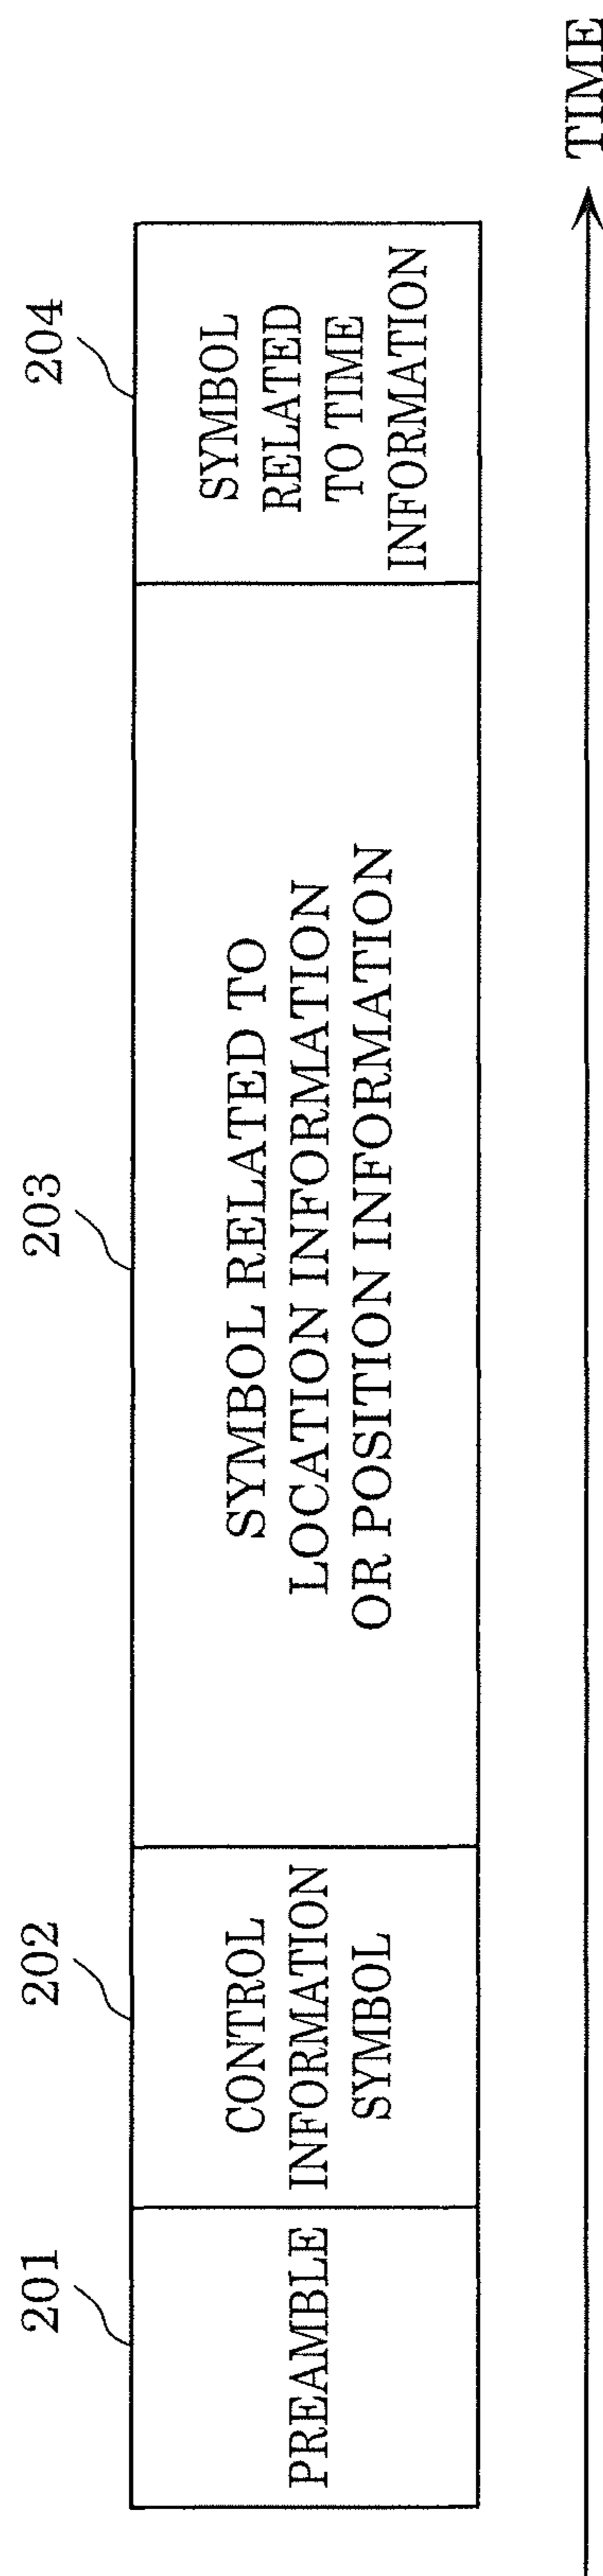 201
202
203
204
PREAMBLE
CONTROL
INFORMATION
SYMBOL
SYMBOL RELATED TO
LOCATION INFORMATION
OR POSITION INFORMATION
SYMBOL
RELATED
TO TIME
INFORMATION
TIME